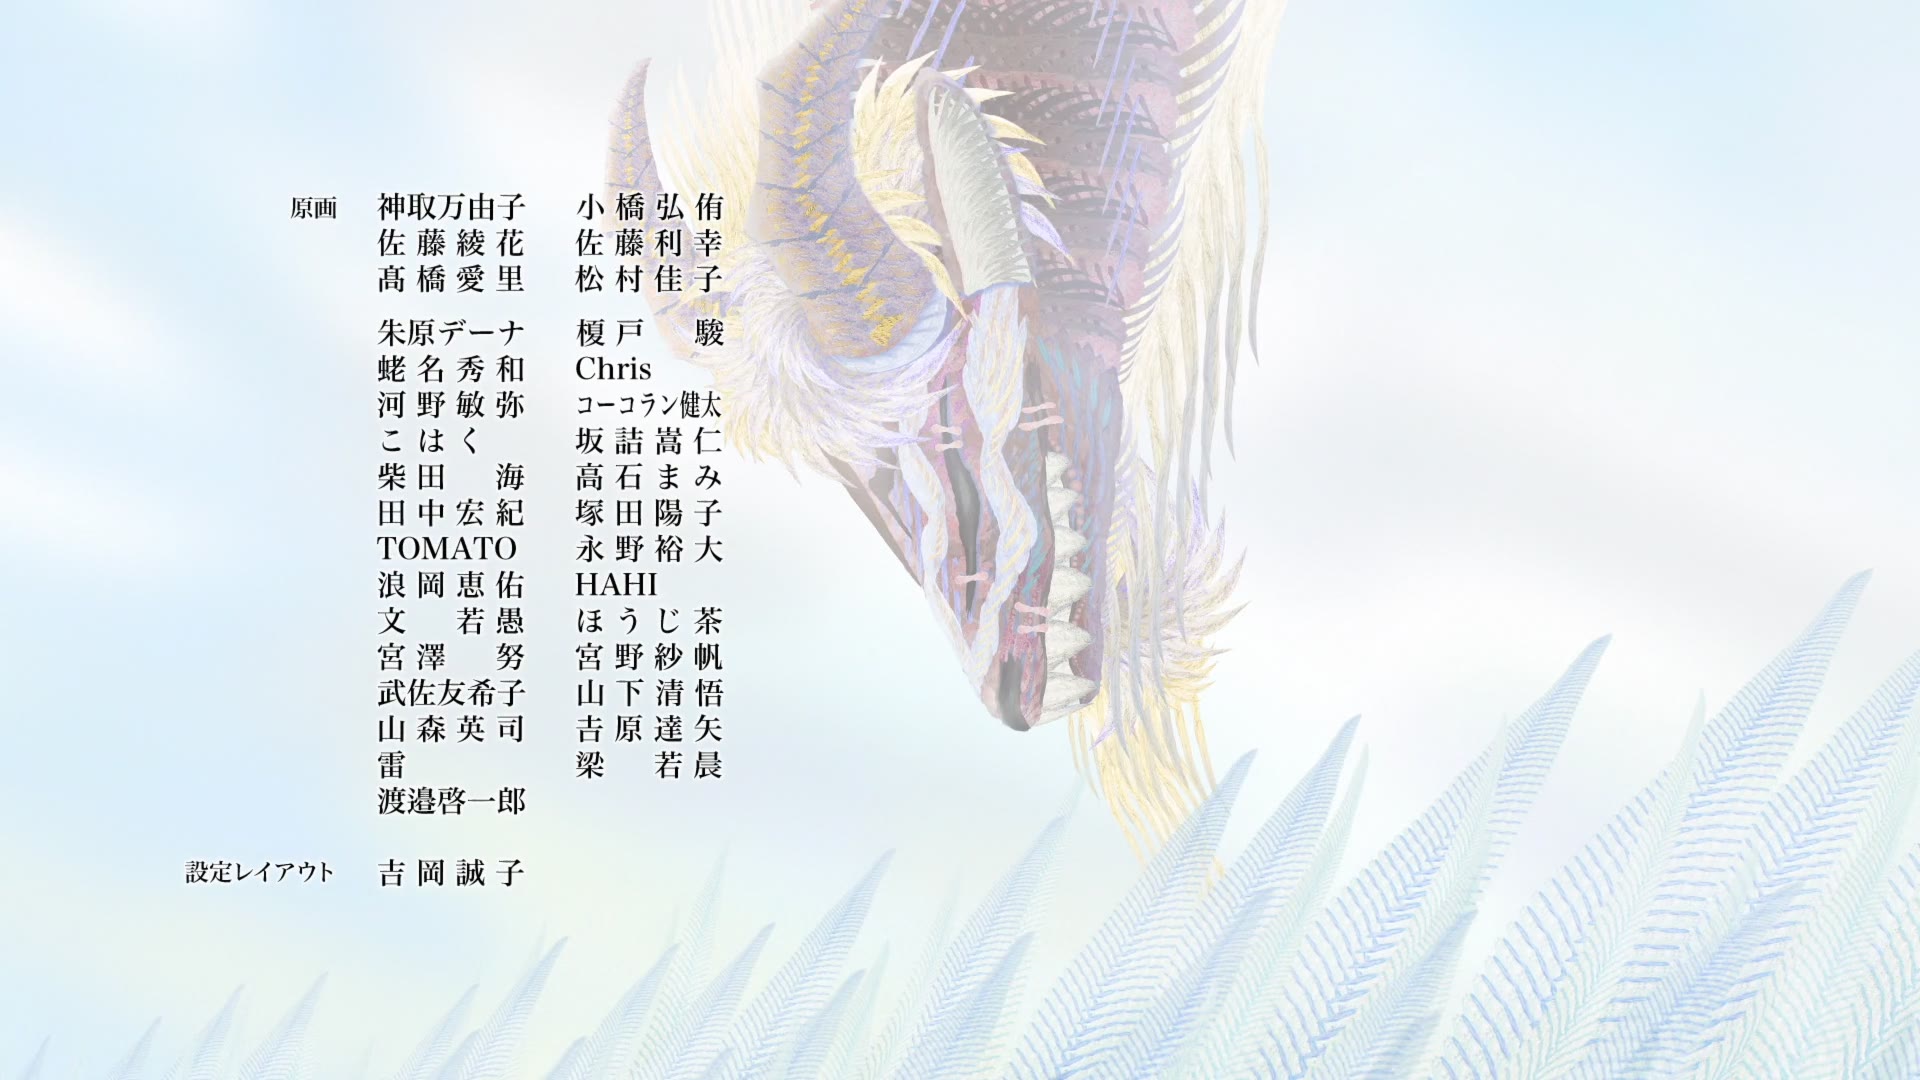 原画 神取万由子 小橋弘侑
佐藤綾花 佐藤利幸
髙橋愛里 松村佳子
朱原デーナ 榎戸 駿
蛯名秀和 Chris
河野敏弥 コーコラン健太
こはく 坂詰嵩仁
柴田 海 高石まみ
田中宏紀 塚田陽子
TOMATO 永野裕大
浪岡恵佑 HAHI
文 若愚 ほうじ茶
宮澤 努 宮野紗帆
武佐友希子 山下清悟
山森英司 𠮷原達矢
雷 梁 若晨
渡邉啓一郎
設定レイアウト 吉岡誠子